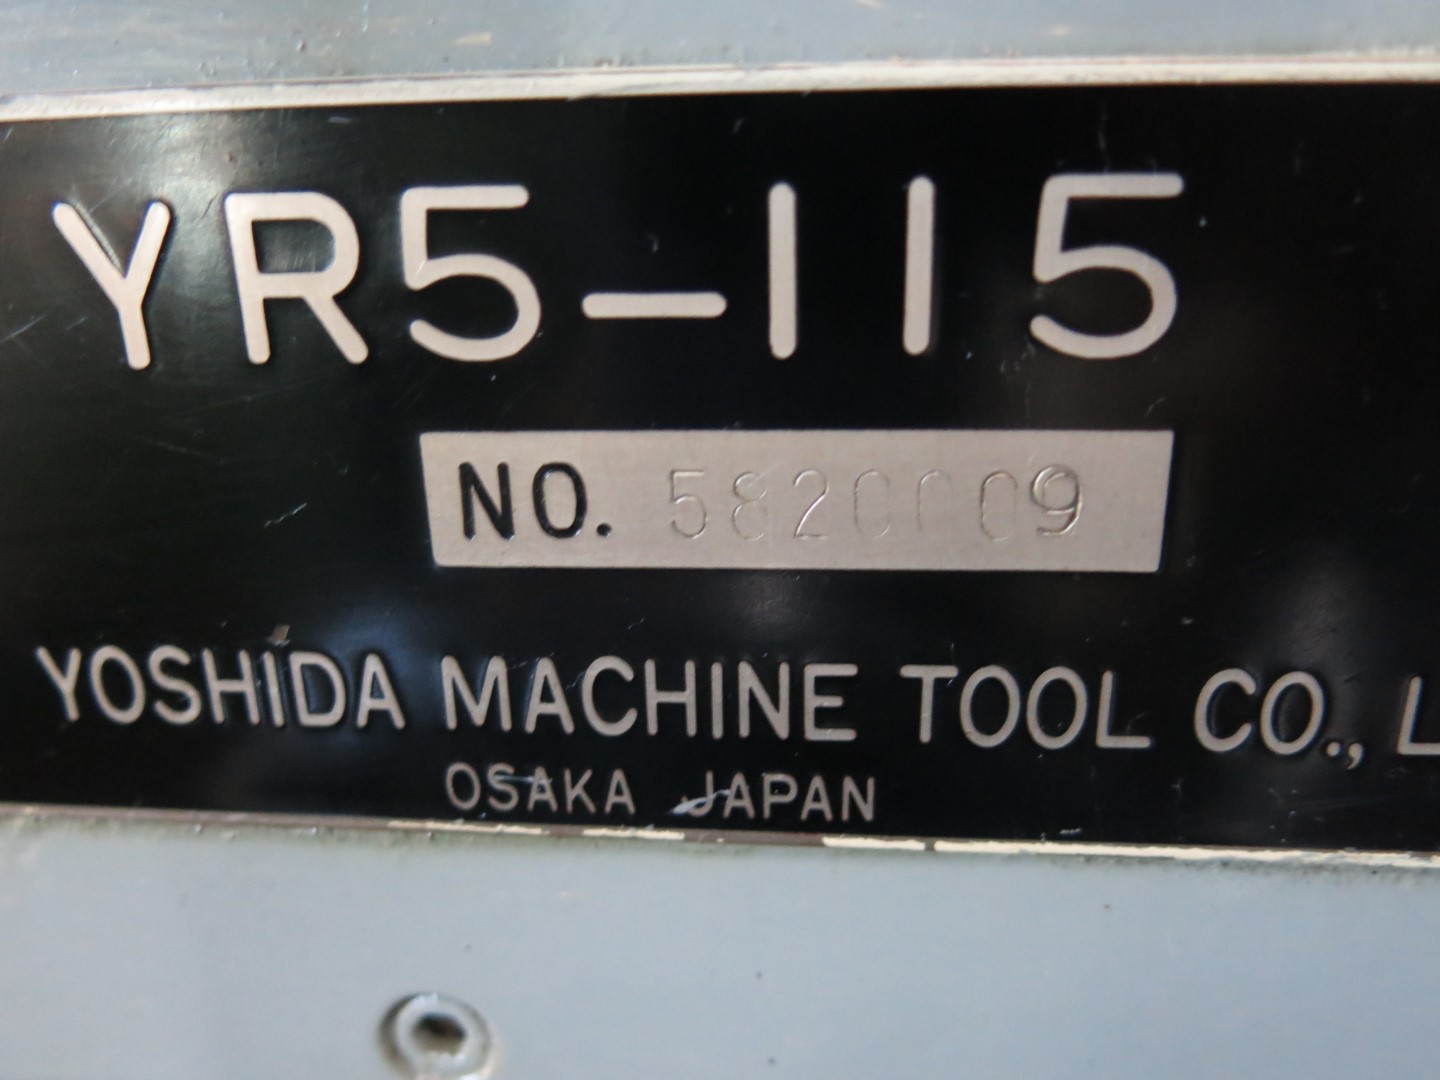 YR5-115
NO. 5820009
YOSHIDA MACHINE TOOL CO., L
OSAKA JAPAN